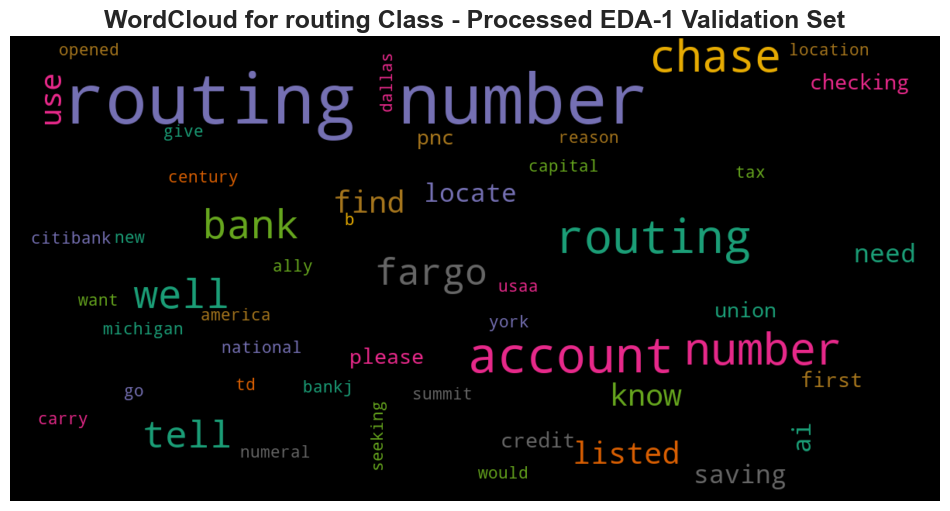 WordCloud for routing Class - Processed EDA-1 Validation Set
opened
routing
number
chase
location
use
dallas
checking
give
pnc
reason
century
capital
tax
find
locate
b
bank
routing
citibank
new
need
ally
fargo
well
usaa
want
america
union
michigan
york
national
please
account
number
go
td
bankj
summit
know
first
carry
tell
seeking
numeral
credit
listed
ai
would
saving